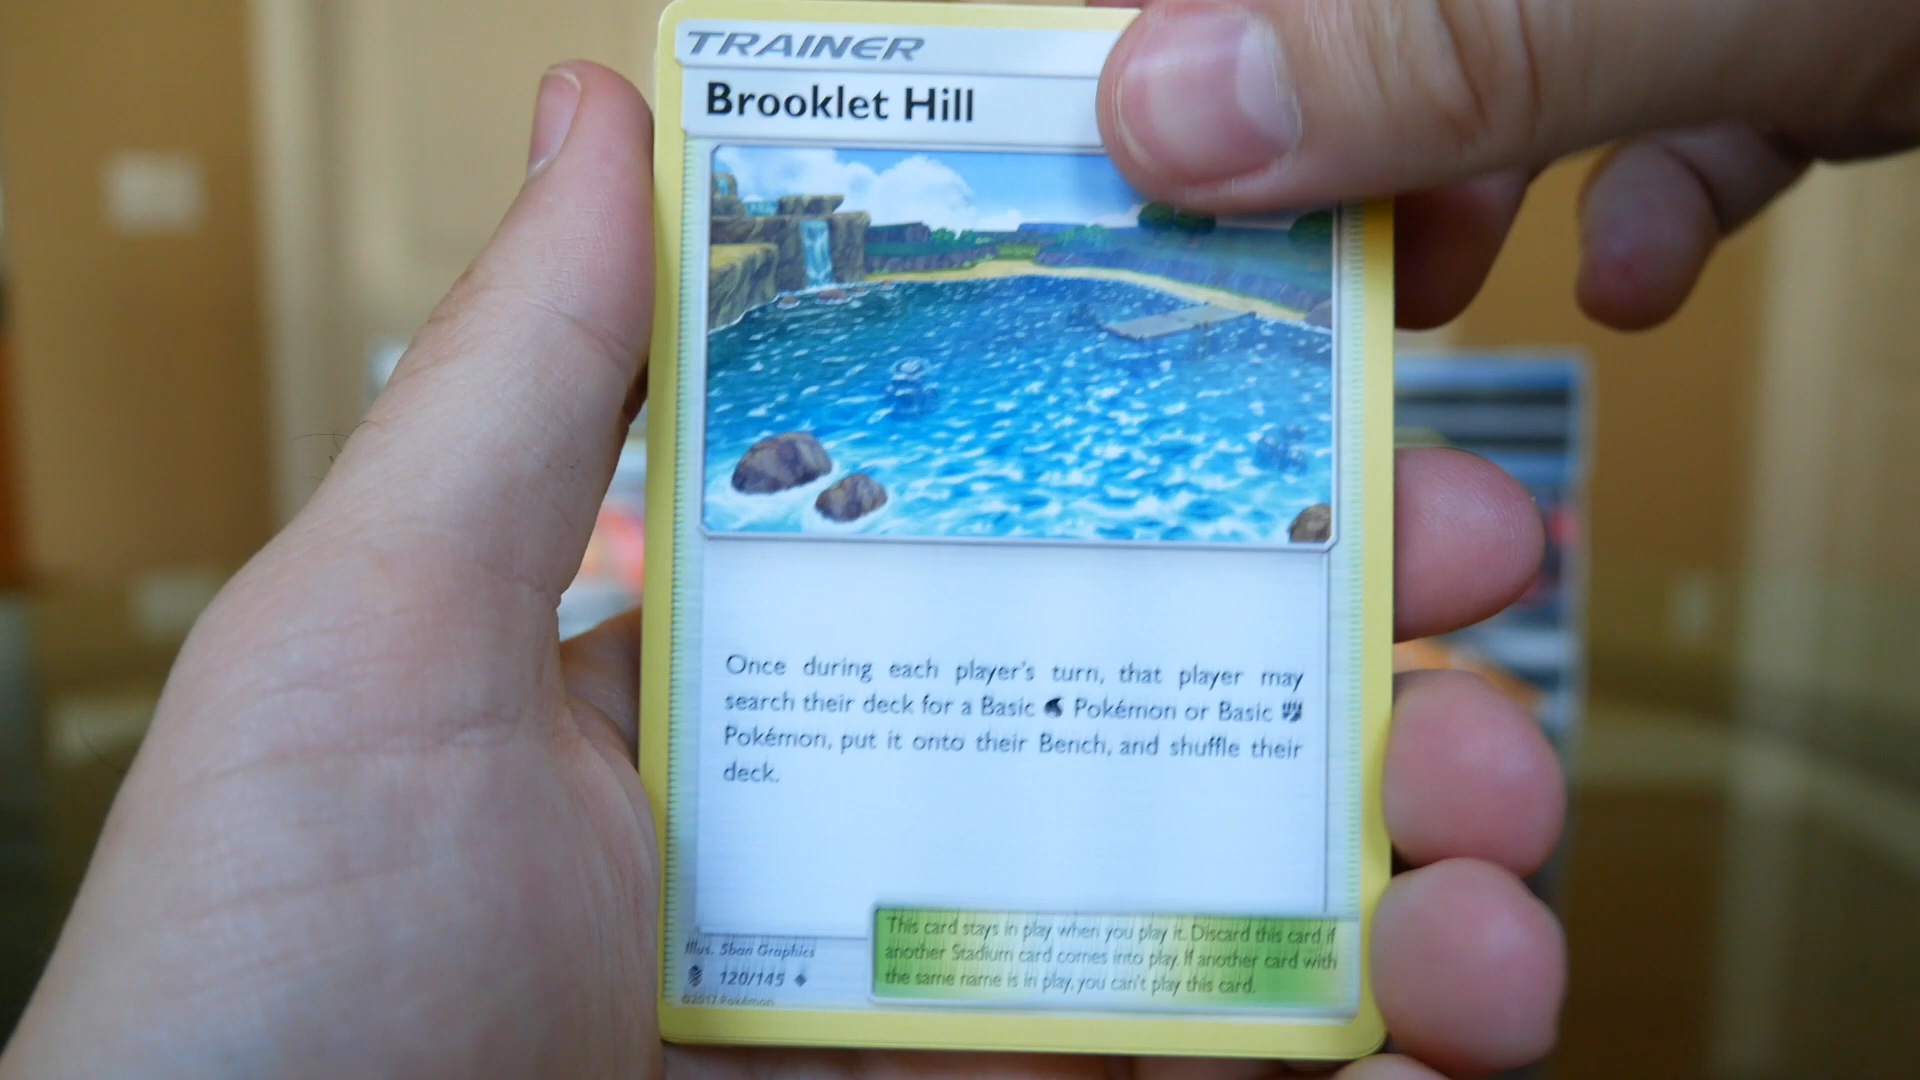 TRAINER
Brooklet Hill
Once during each player's turn, that player may
search their deck for a Basic Pokémon or Basic
Pokémon, put it onto their Bench, and shuffle their
deck.
This card stays in play when you play it. Discard this card if
another Stadium card comes into play. If another card with
the same name is in play, you can't play this card.
Illus. Sban Graphics
120/145
©2017 Pokémon